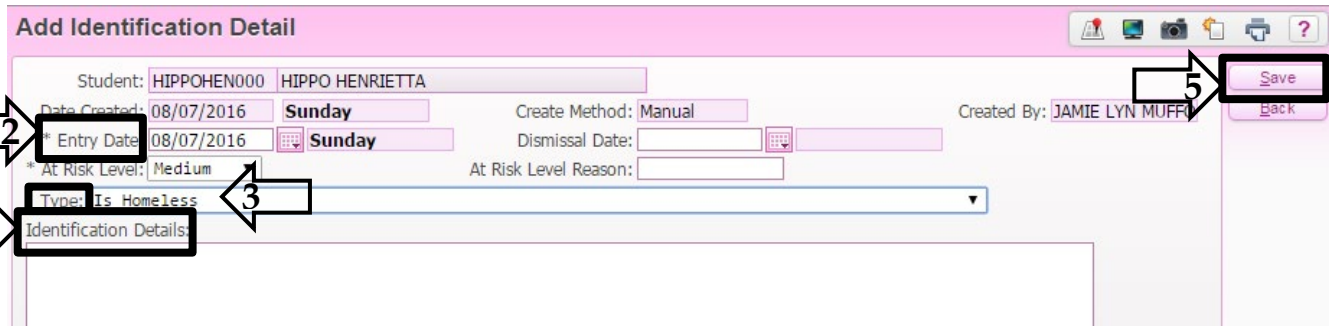 Add Identification Detail ?
Student: HIPPOHEN000 HIPPO HENRIETTA 5 Save
Date Created: 08/07/2016 Sunday Create Method: Manual Created By: JAMIE LYN MUFFO Back
2 * Entry Date 08/07/2016 Sunday Dismissal Date:
* At Risk Level: Medium At Risk Level Reason:
Type: Is Homeless 3
Identification Details: